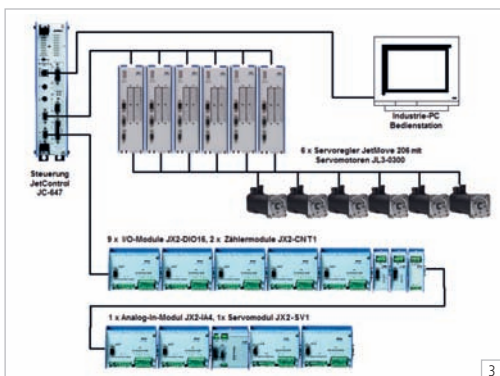 Industrie-PC
Bedienstation
6 x Servoregler JetMove 206 mit
Servomotoren JL3-0300
Steuerung
JetControl
JC-647
9 x I/O-Module JX2-DIO16, 2 x Zählermodule JX2-CNT1
1 x Analog-In-Modul JX2-IA4, 1x Servomodul JX2-SV1
3